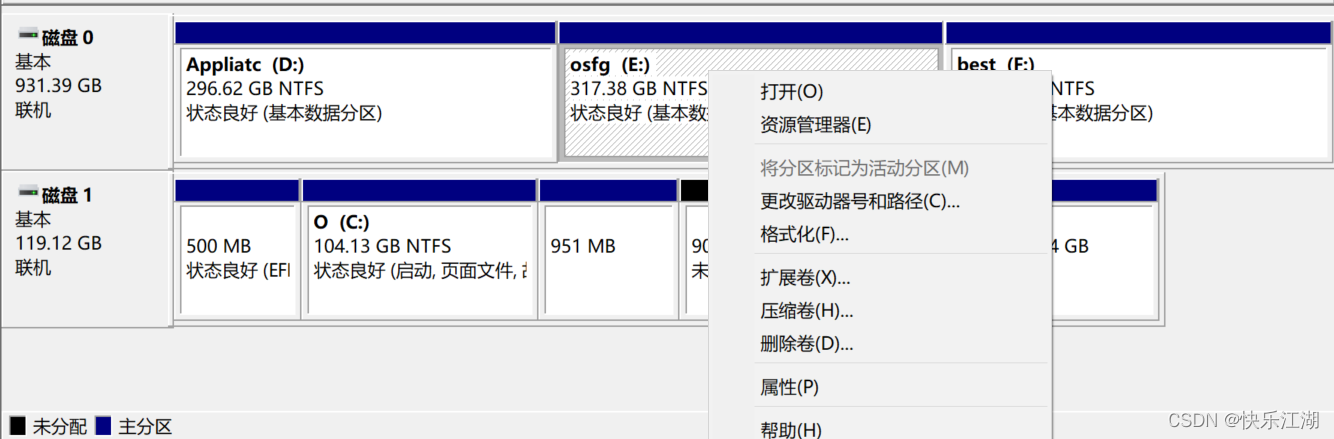 磁盘 0
基本
931.39 GB
联机
Appliatc (D:)
296.62 GB NTFS
状态良好 (基本数据分区)
osfg (E:)
317.38 GB NTFS
状态良好 (基本数
best (F:)
NTFS
本数据分区)
打开(O)
资源管理器(E)
将分区标记为活动分区(M)
更改驱动器号和路径(C)...
格式化(F)...
扩展卷(X)...
压缩卷(H)...
删除卷(D)...
属性(P)
帮助(H)
磁盘 1
基本
119.12 GB
联机
500 MB
状态良好 (EFI
O (C:)
104.13 GB NTFS
状态良好 (启动, 页面文件,
951 MB
90
未
4 GB
未分配 主分区
CSDN @快乐江湖